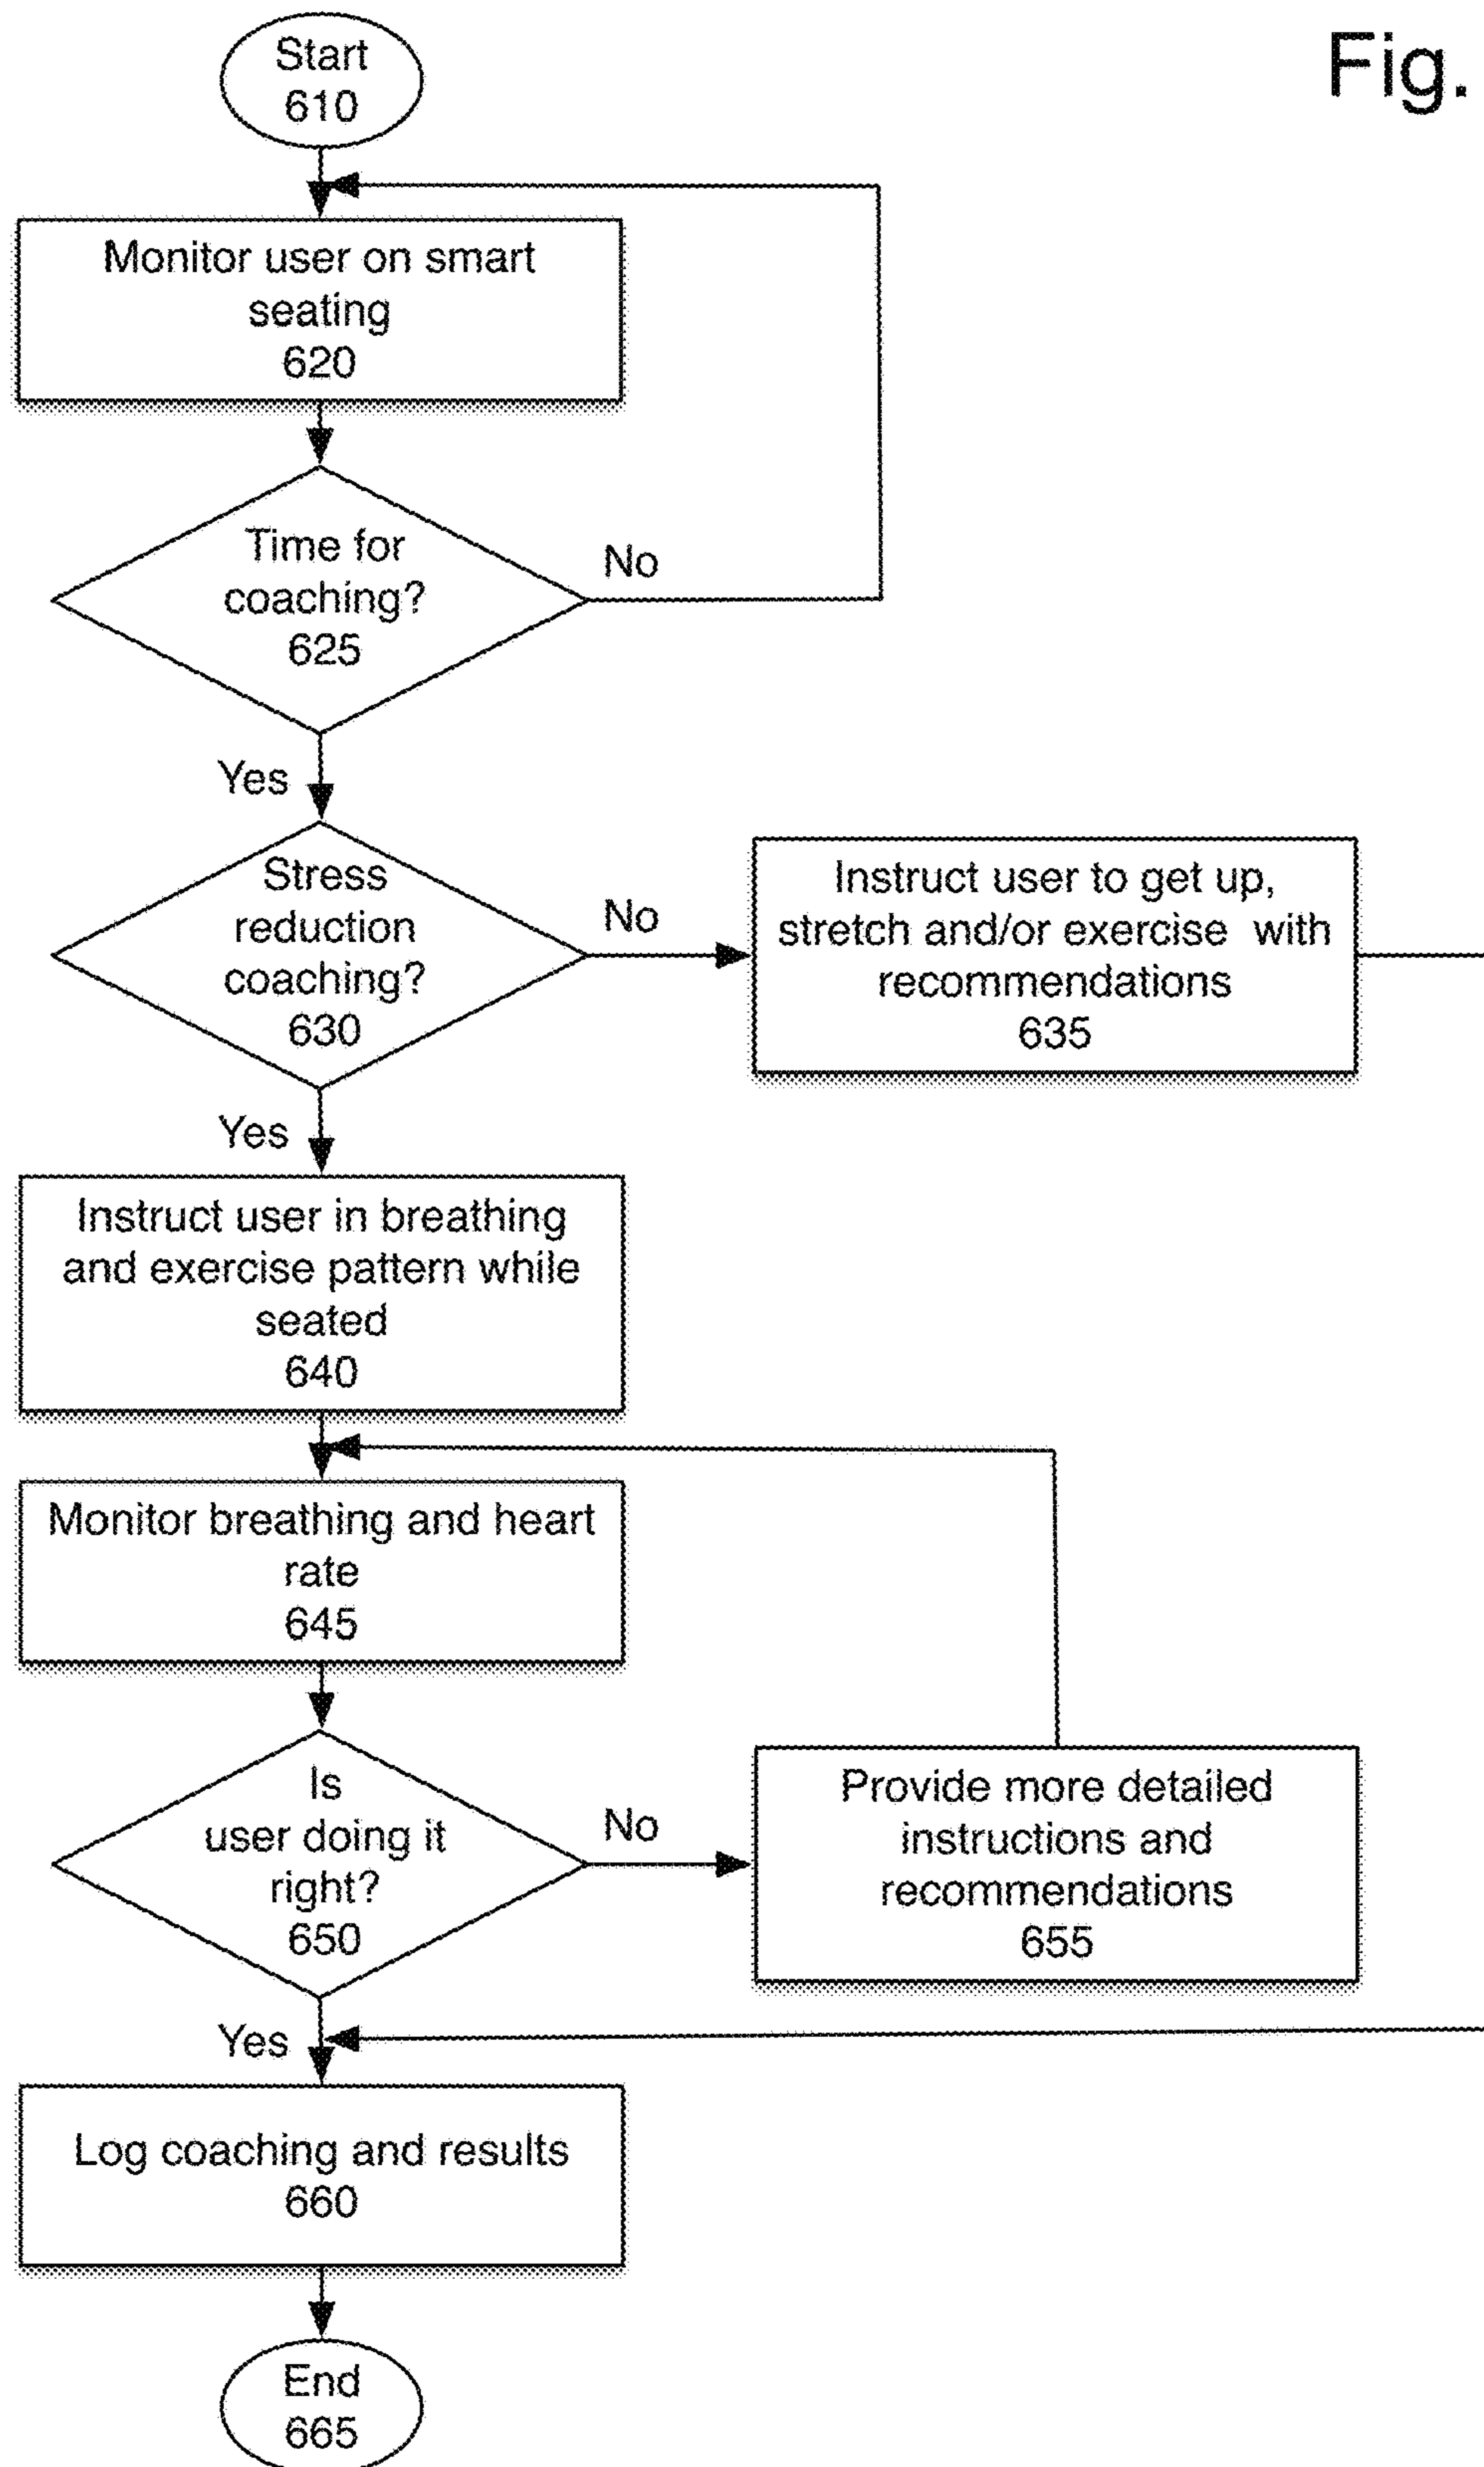 Start
610
Fig.
Monitor user on smart
seating
620
Time for
coaching?
625
No
Yes
Stress
reduction
coaching?
630
No
Instruct user to get up,
stretch and/or exercise  with
recommendations
635
Yes
Instruct user in breathing
and exercise pattern while
seated
640
Monitor breathing and heart
rate
645
Is
user doing it
right?
650
No
Provide more detailed
instructions and
recommendations
655
Yes
Log coaching and results
660
End
665